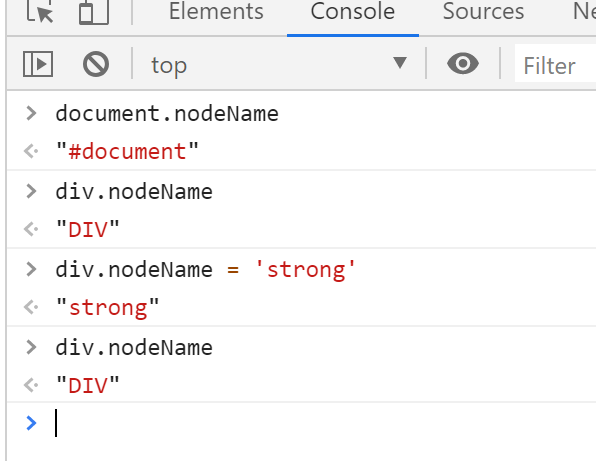 Elements Console Sources Ne
top Filter
> document.nodeName
"#document"
> div.nodeName
"DIV"
> div.nodeName = 'strong'
"strong"
> div.nodeName
"DIV"
>